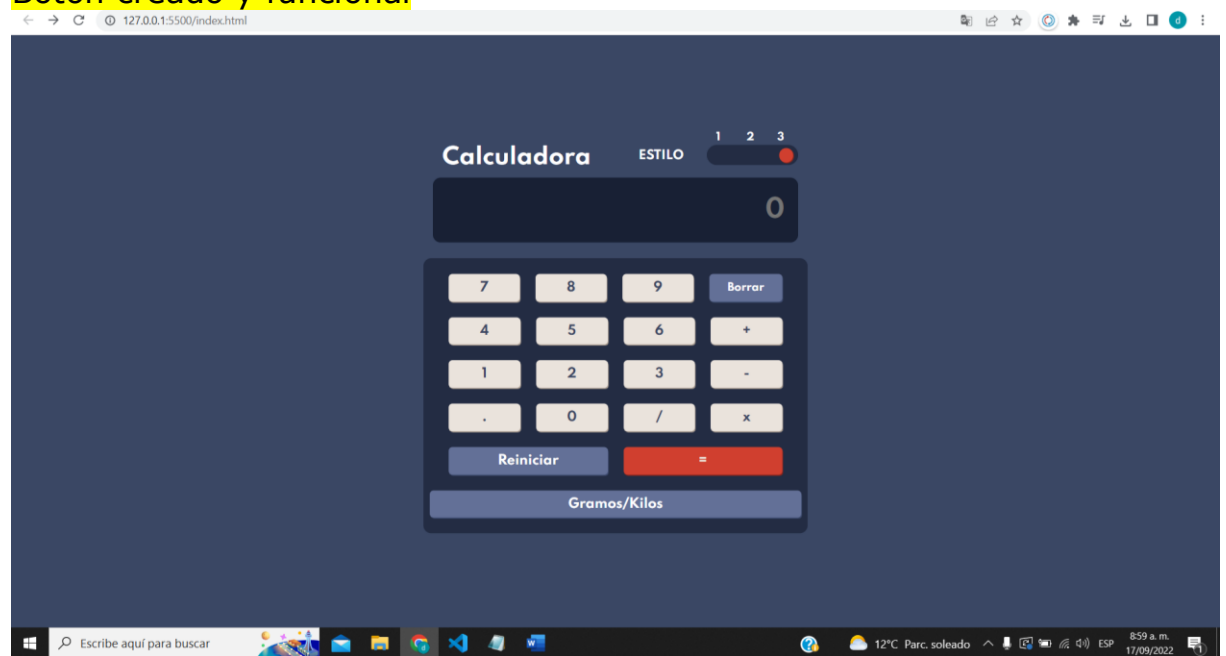 Botón creado y funcional
127.0.0.1:5500/index.html
d
1 2 3
Calculadora ESTILO
0
7 8 9 Borrar
4 5 6 +
1 2 3 -
. 0 / x
Reiniciar =
Gramos/Kilos
Escribe aquí para buscar
12°C Parc. soleado ESP 8:59 a. m.
17/09/2022